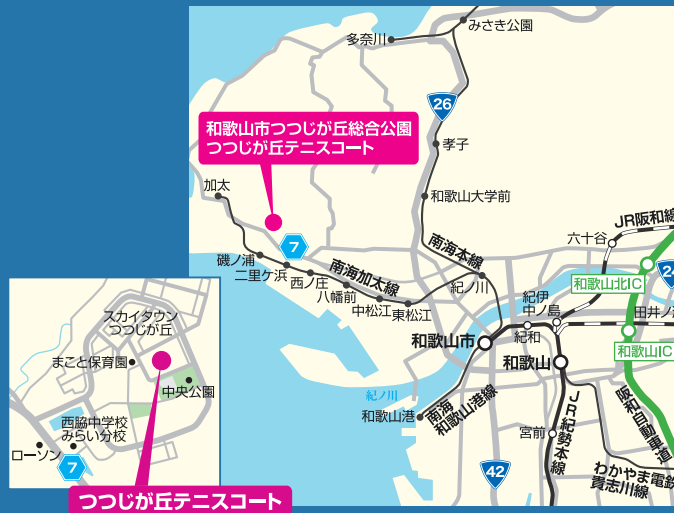 みさき公園
多奈川
26
和歌山市つつじが丘総合公園
つつじが丘テニスコート
孝子
加太
和歌山大学前
JR阪和線
六十谷
7
南海本線
磯ノ浦
二里ケ浜
西ノ庄
八幡前
中松江
東松江
南海加太線
紀ノ川
和歌山北IC
24
紀伊
中ノ島
田井ノ
紀和
和歌山市
和歌山
和歌山IC
紀ノ川
和歌山港
南海
和歌山港線
宮前
JR紀勢本線
阪和自動車道
42
わかやま電鉄
貴志川線
スカイタウン
つつじが丘
まこと保育園
中央公園
西脇中学校
みらい分校
ローソン
7
つつじが丘テニスコート